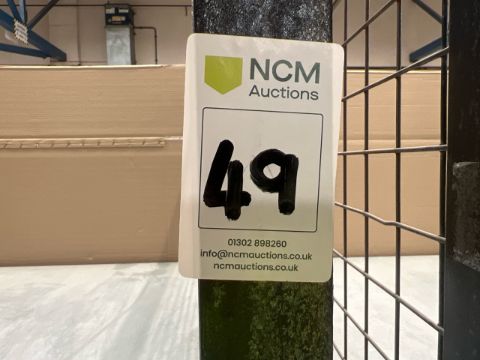 NCM
Auctions
49
01302 898260
info@ncmauctions.co.uk
ncmauctions.co.uk